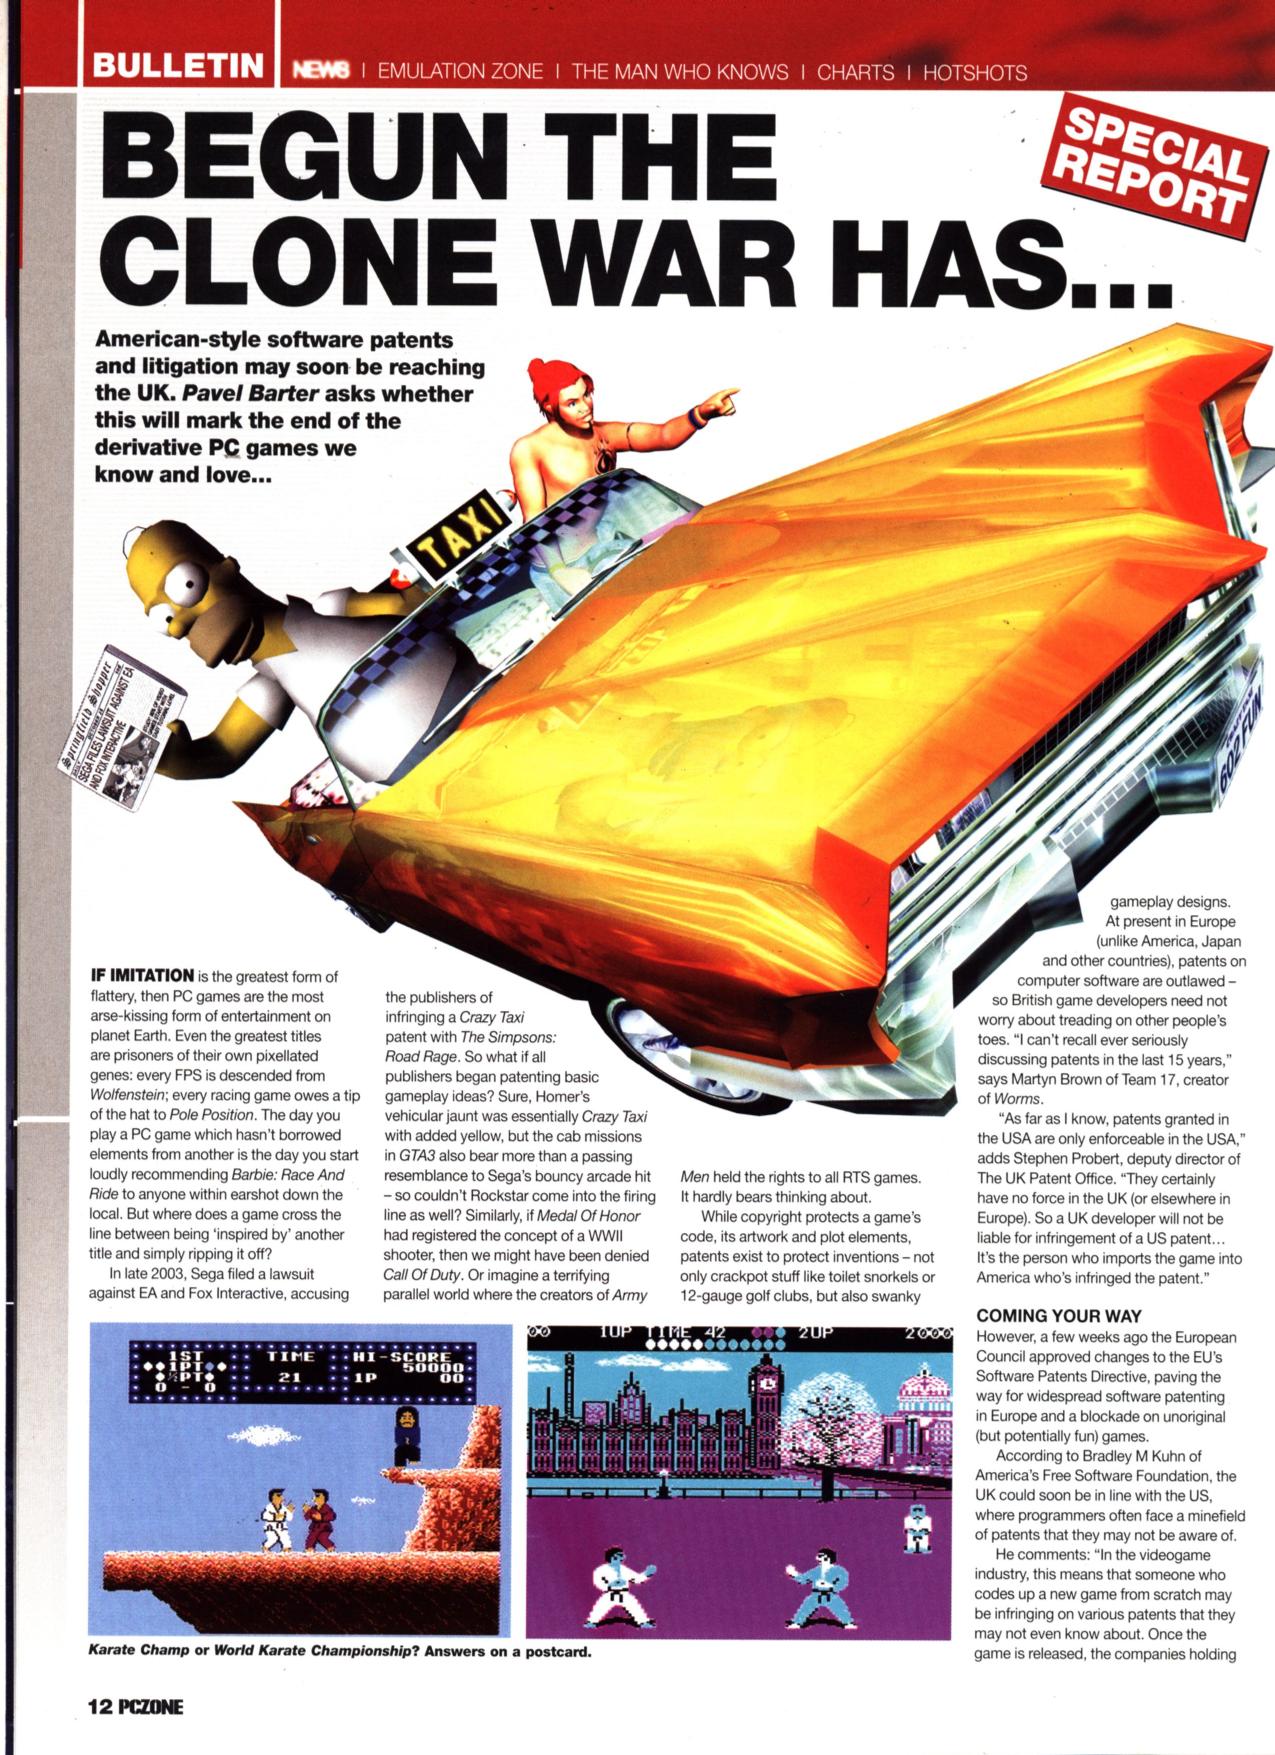 BULLETIN
NEWS | EMULATION ZONE | THE MAN WHO KNOWS | CHARTS | HOTSHOTS
BEGUN THE
CLONE WAR HAS...
SPECIAL
REPORT
American-style software patents
and litigation may soon be reaching
the UK. Pavel Barter asks whether
this will mark the end of the
derivative PC games we
know and love...
TAXI
Springfield Shopper
SEGA FILES LAWSUIT AGAINST EA
AND FOX INTERACTIVE
602 FUN
IF IMITATION is the greatest form of
flattery, then PC games are the most
arse-kissing form of entertainment on
planet Earth. Even the greatest titles
are prisoners of their own pixellated
genes: every FPS is descended from
Wolfenstein; every racing game owes a tip
of the hat to Pole Position. The day you
play a PC game which hasn't borrowed
elements from another is the day you start
loudly recommending Barbie: Race And
Ride to anyone within earshot down the
local. But where does a game cross the
line between being 'inspired by' another
title and simply ripping it off?
In late 2003, Sega filed a lawsuit
against EA and Fox Interactive, accusing
the publishers of
infringing a Crazy Taxi
patent with The Simpsons:
Road Rage. So what if all
publishers began patenting basic
gameplay ideas? Sure, Homer's
vehicular jaunt was essentially Crazy Taxi
with added yellow, but the cab missions
in GTA3 also bear more than a passing
resemblance to Sega's bouncy arcade hit
– so couldn't Rockstar come into the firing
line as well? Similarly, if Medal Of Honor
had registered the concept of a WWII
shooter, then we might have been denied
Call Of Duty. Or imagine a terrifying
parallel world where the creators of Army
Men held the rights to all RTS games.
It hardly bears thinking about.
While copyright protects a game's
code, its artwork and plot elements,
patents exist to protect inventions – not
only crackpot stuff like toilet snorkels or
12-gauge golf clubs, but also swanky
gameplay designs.
At present in Europe
(unlike America, Japan
and other countries), patents on
computer software are outlawed –
so British game developers need not
worry about treading on other people's
toes. "I can't recall ever seriously
discussing patents in the last 15 years,"
says Martyn Brown of Team 17, creator
of Worms.
"As far as I know, patents granted in
the USA are only enforceable in the USA,"
adds Stephen Probert, deputy director of
The UK Patent Office. "They certainly
have no force in the UK (or elsewhere in
Europe). So a UK developer will not be
liable for infringement of a US patent...
It's the person who imports the game into
America who's infringed the patent."
COMING YOUR WAY
However, a few weeks ago the European
Council approved changes to the EU's
Software Patents Directive, paving the
way for widespread software patenting
in Europe and a blockade on unoriginal
(but potentially fun) games.
According to Bradley M Kuhn of
America's Free Software Foundation, the
UK could soon be in line with the US,
where programmers often face a minefield
of patents that they may not be aware of.
He comments: "In the videogame
industry, this means that someone who
codes up a new game from scratch may
be infringing on various patents that they
may not even know about. Once the
game is released, the companies holding
1ST TIME HI-SCORE
1PT 50000
½PT 21 1P 00
0 - 0
00 1UP TIME 42 2UP 2000
Karate Champ or World Karate Championship? Answers on a postcard.
12 PCZONE